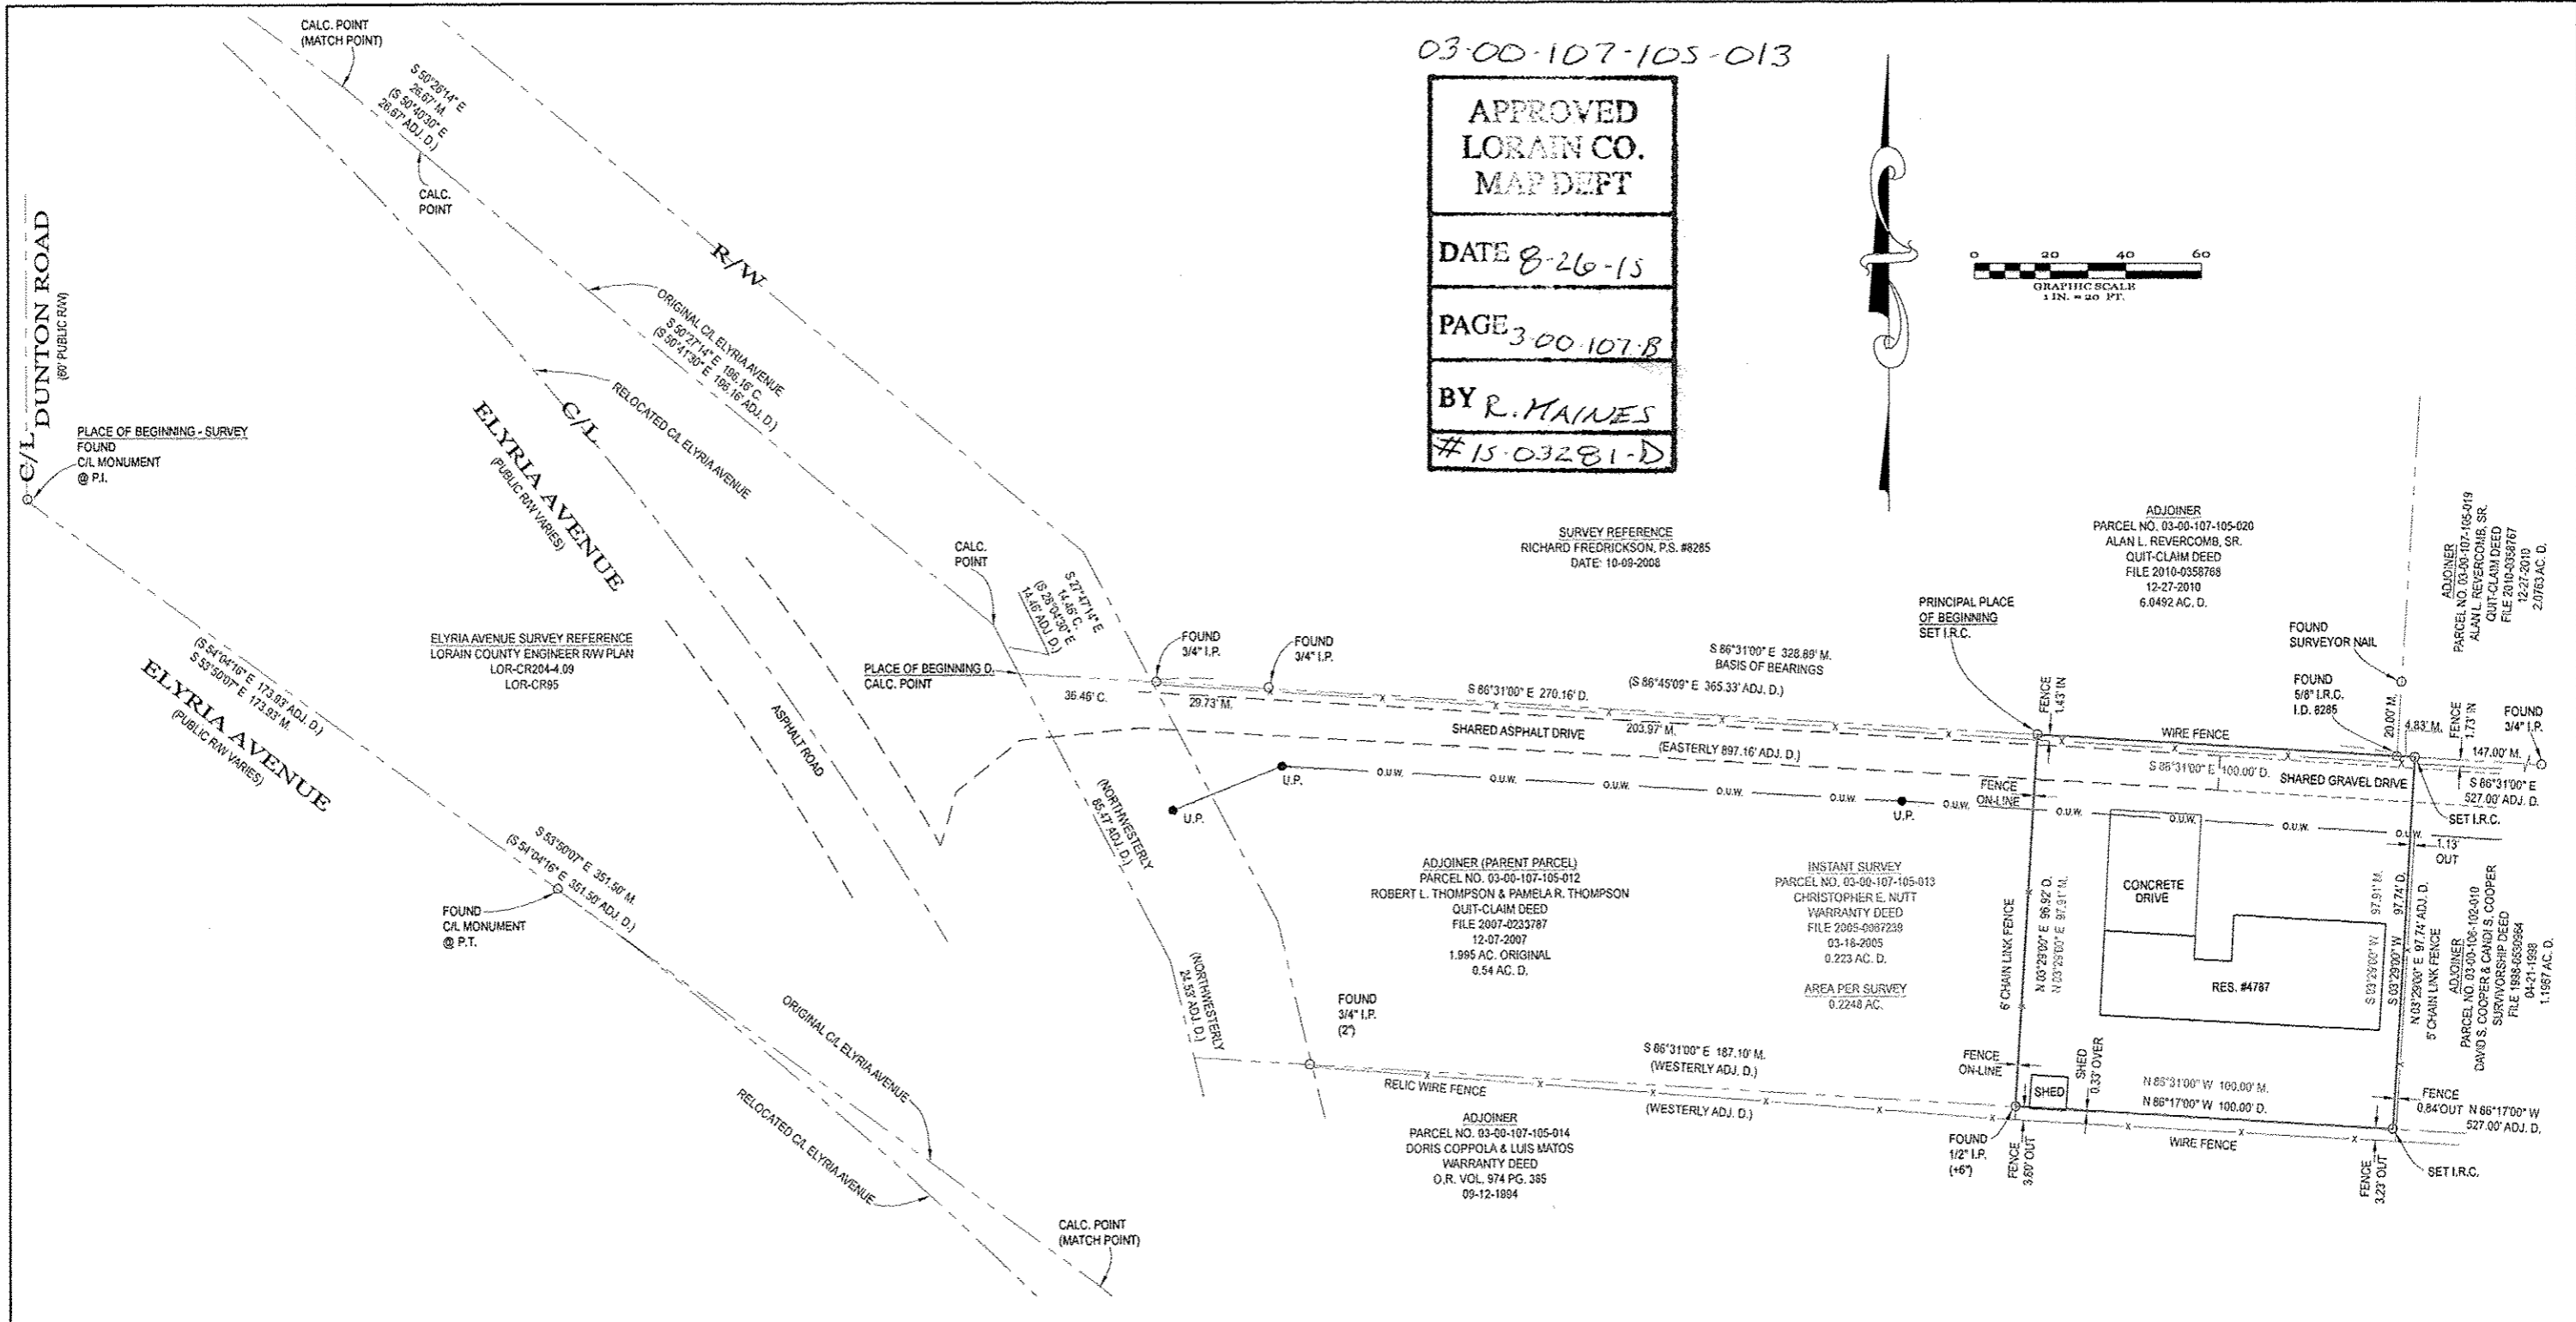 03-00-107-105-013
APPROVED
LORAIN CO.
MAP DEPT
DATE 8-26-15
PAGE 3-00-107-B
BY R. MAINES
# 15-03281-D
0 20 40 60
GRAPHIC SCALE
1 IN. = 20 FT.
CALC. POINT
(MATCH POINT)
S 50°26'14" E
26.67' M.
(S 50°40'30" E
26.67' ADJ. D.)
CALC.
POINT
R/W
ORIGINAL C/L ELYRIA AVENUE
S 50°27'14" E 196.16' C.
(S 50°41'30" E 196.16' ADJ. D.)
RELOCATED C/L ELYRIA AVENUE
C/L
ELYRIA AVENUE
(PUBLIC R/W VARIES)
C/L DUNTON ROAD
(60' PUBLIC R/W)
PLACE OF BEGINNING - SURVEY
FOUND
C/L MONUMENT
@ P.I.
(S 54°04'16" E 173.93' ADJ. D.)
S 53°50'07" E 173.93' M.
ELYRIA AVENUE
(PUBLIC R/W VARIES)
ELYRIA AVENUE SURVEY REFERENCE
LORAIN COUNTY ENGINEER R/W PLAN
LOR-CR204-4.09
LOR-CR95
ASPHALT ROAD
CALC.
POINT
S 27°47'14" E
14.46' C.
(S 28°04'30" E
14.46' ADJ. D.)
PLACE OF BEGINNING D.
CALC. POINT
36.46' C.
FOUND
3/4" I.P.
FOUND
3/4" I.P.
29.73' M.
SURVEY REFERENCE
RICHARD FREDRICKSON, P.S. #8285
DATE: 10-09-2008
S 86°31'00" E 328.89' M.
BASIS OF BEARINGS
S 86°31'00" E 270.16' D.
(S 86°45'09" E 365.33' ADJ. D.)
203.97' M.
SHARED ASPHALT DRIVE
(EASTERLY 897.16' ADJ. D.)
PRINCIPAL PLACE
OF BEGINNING
SET I.R.C.
FENCE
1.43' IN
ADJOINER
PARCEL NO. 03-00-107-105-020
ALAN L. REVERCOMB, SR.
QUIT-CLAIM DEED
FILE 2010-0358768
12-27-2010
6.0492 AC. D.
ADJOINER
PARCEL NO. 03-00-107-105-019
ALAN L. REVERCOMB, SR.
QUIT-CLAIM DEED
FILE 2010-0358767
12-27-2010
2.0763 AC. D.
FOUND
SURVEYOR NAIL
FOUND
5/8" I.R.C.
I.D. 8285
20.00' M.
4.83' M.
FENCE
1.73' IN
FOUND
3/4" I.P.
147.00' M.
WIRE FENCE
S 86°31'00" E 100.00' D.
SHARED GRAVEL DRIVE
S 86°31'00" E
527.00' ADJ. D.
SET I.R.C.
U.P.
U.P.
O.U.W.
O.U.W.
O.U.W.
O.U.W.
O.U.W.
U.P.
O.U.W.
O.U.W.
O.U.W.
O.U.W.
O.U.W.
FENCE
ON-LINE
1.13'
OUT
(NORTHWESTERLY
85.47' ADJ. D.)
(NORTHWESTERLY
24.53' ADJ. D.)
S 53°50'07" E 351.50' M.
(S 54°04'16" E 351.50' ADJ. D.)
FOUND
C/L MONUMENT
@ P.T.
ORIGINAL C/L ELYRIA AVENUE
RELOCATED C/L ELYRIA AVENUE
CALC. POINT
(MATCH POINT)
FOUND
3/4" I.P.
(2")
ADJOINER (PARENT PARCEL)
PARCEL NO. 03-00-107-105-012
ROBERT L. THOMPSON & PAMELA R. THOMPSON
QUIT-CLAIM DEED
FILE 2007-0233787
12-07-2007
1.995 AC. ORIGINAL
0.54 AC. D.
INSTANT SURVEY
PARCEL NO. 03-00-107-105-013
CHRISTOPHER E. NUTT
WARRANTY DEED
FILE 2005-0087239
03-18-2005
0.223 AC. D.
AREA PER SURVEY
0.2248 AC.
6' CHAIN LINK FENCE
N 03°29'00" E 96.92' D.
N 03°29'00" E 97.91' M.
CONCRETE
DRIVE
RES. #4787
S 03°29'00" W 97.91' M.
S 03°29'00" W 97.74' D.
N 03°29'00" E 97.74' ADJ. D.
5' CHAIN LINK FENCE
ADJOINER
PARCEL NO. 03-00-106-102-010
DAVID S. COOPER & CANDI S. COOPER
SURVIVORSHIP DEED
FILE 1998-0530964
04-21-1998
1.1967 AC. D.
S 86°31'00" E 187.10' M.
(WESTERLY ADJ. D.)
RELIC WIRE FENCE
(WESTERLY ADJ. D.)
ADJOINER
PARCEL NO. 03-00-107-105-014
DORIS COPPOLA & LUIS MATOS
WARRANTY DEED
O.R. VOL. 974 PG. 385
09-12-1994
FENCE
ON-LINE
SHED
SHED
0.33' OVER
N 86°31'00" W 100.00' M.
N 86°17'00" W 100.00' D.
FENCE
0.84' OUT
N 86°17'00" W
527.00' ADJ. D.
FOUND
1/2" I.P.
(+6")
FENCE
3.60' OUT
WIRE FENCE
FENCE
3.23' OUT
SET I.R.C.